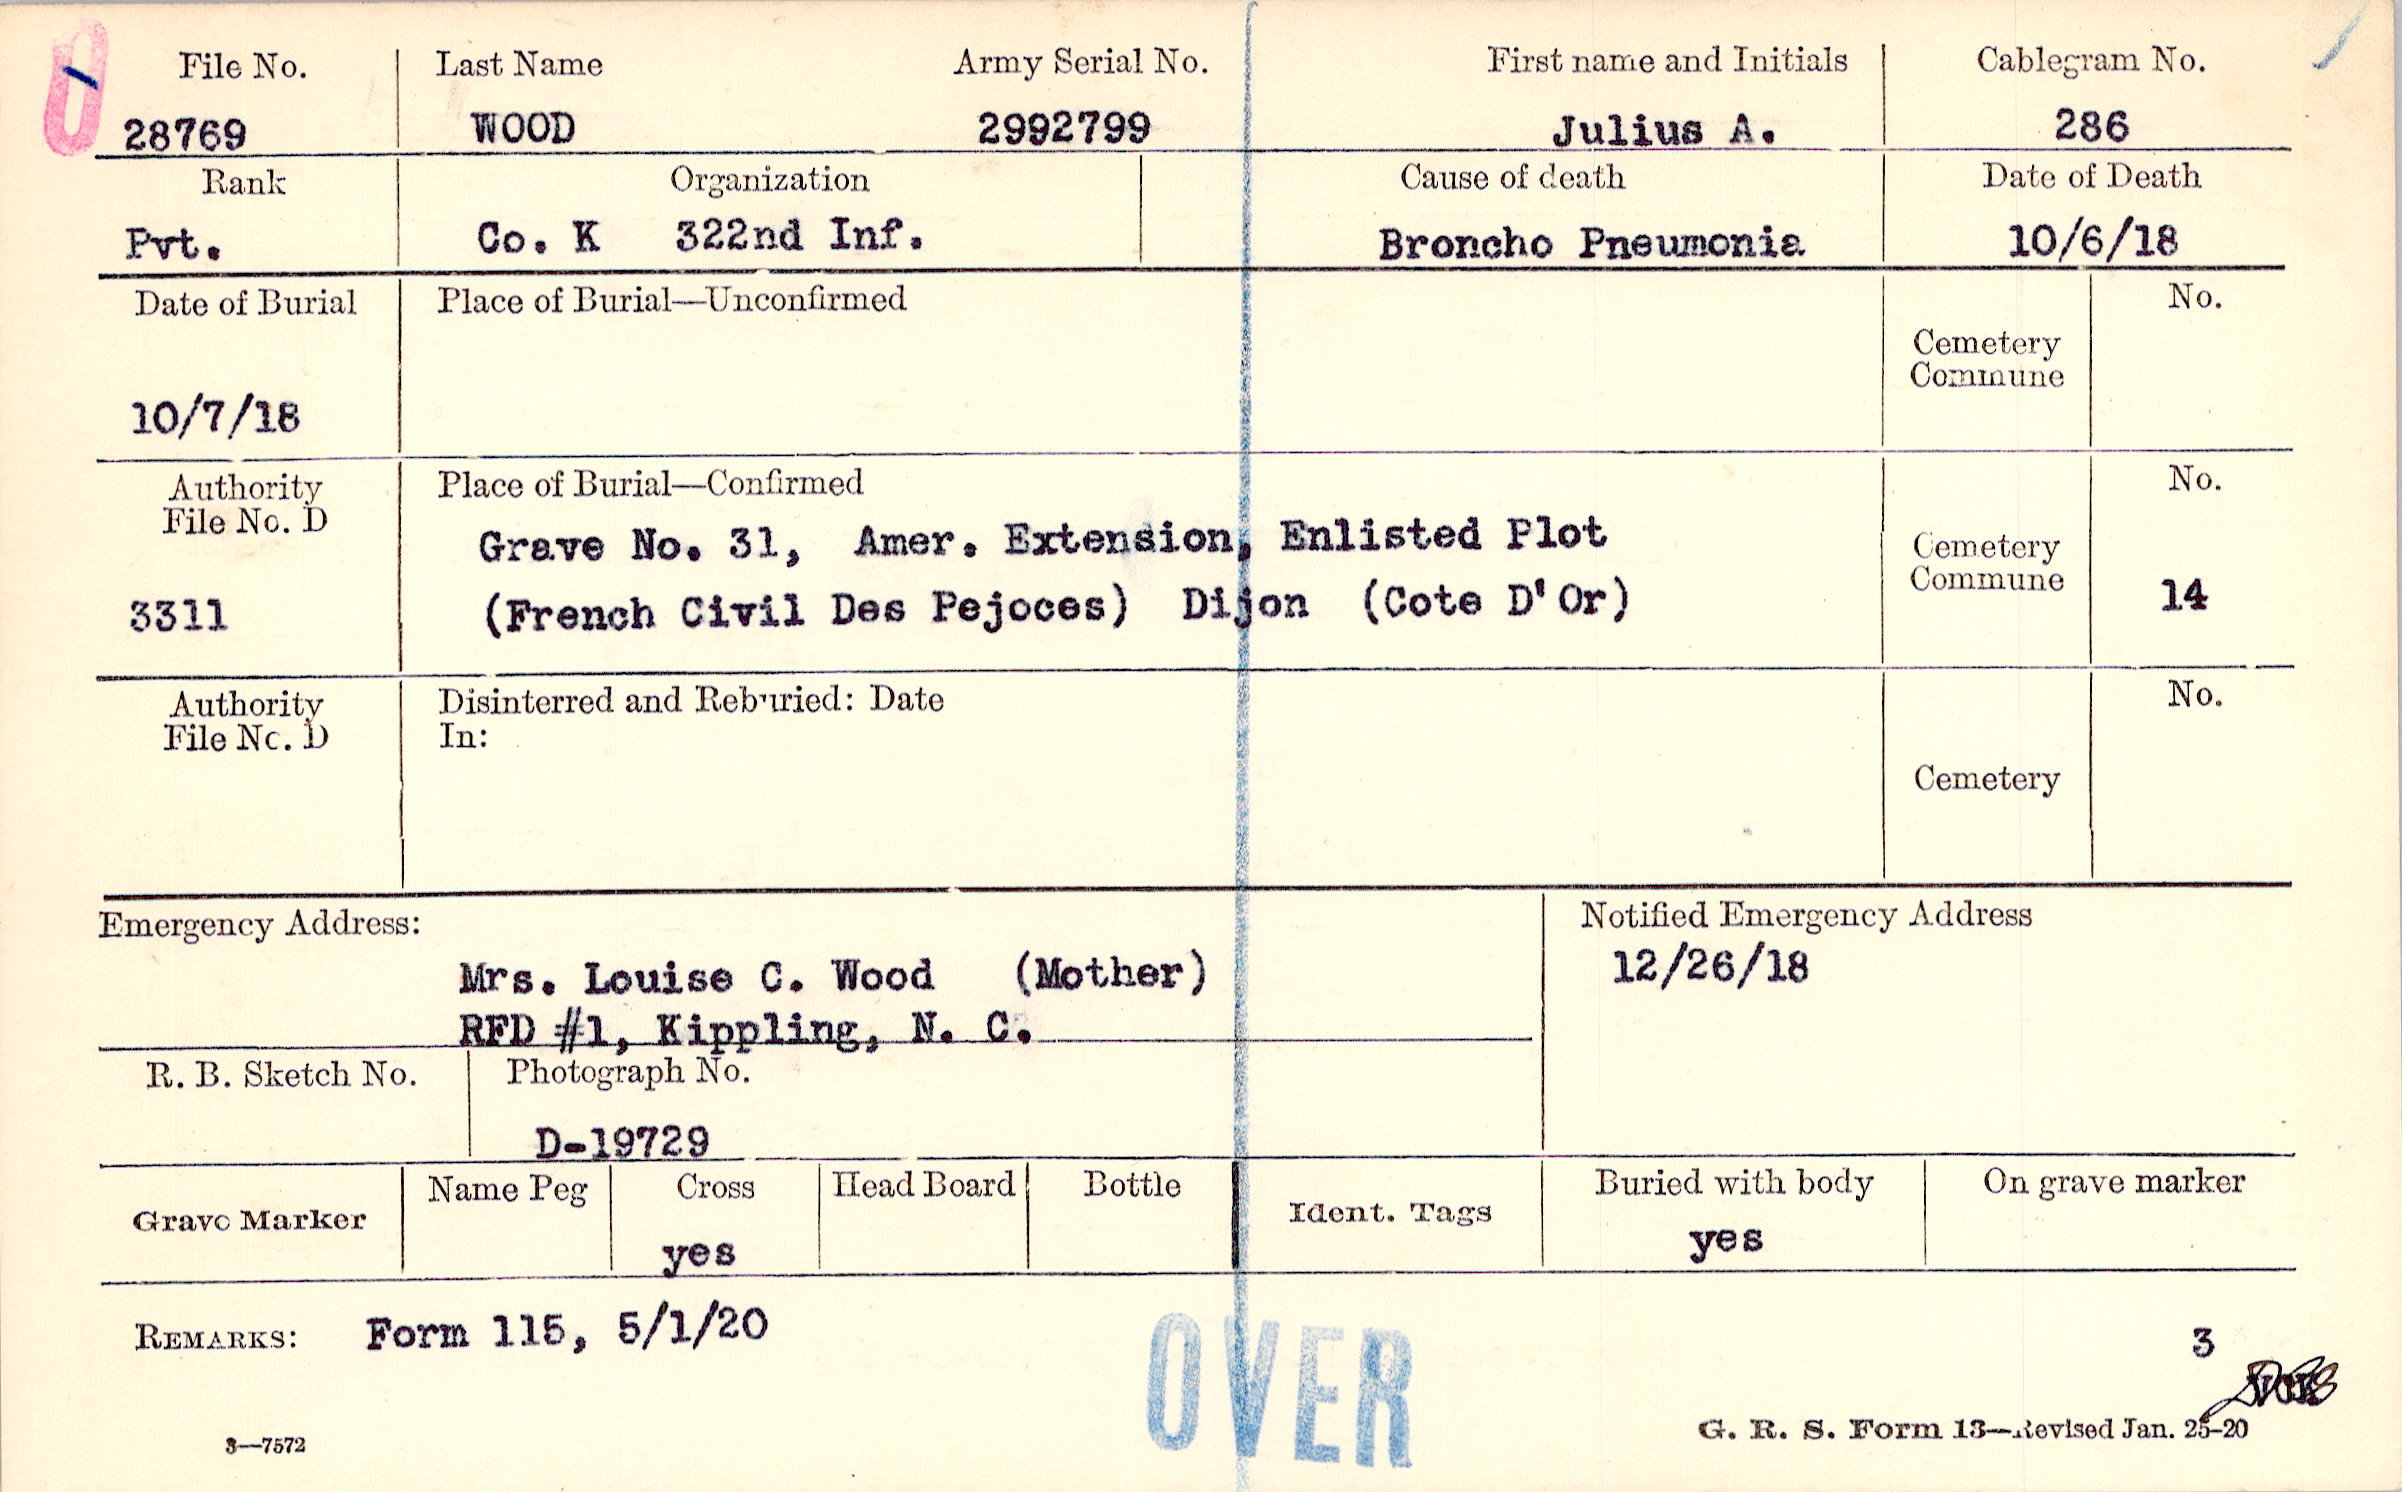 File No. Last Name Army Serial No. First name and Initials Cablegram No.
28769 WOOD 2992799 Julius A. 286
Rank Organization Cause of death Date of Death
Pvt. Co. K 322nd Inf. Broncho Pneumonia 10/6/18
Date of Burial Place of Burial—Unconfirmed No.
Cemetery
Commune
10/7/18
Authority Place of Burial—Confirmed No.
File No. D
Grave No. 31, Amer. Extension, Enlisted Plot
Cemetery
Commune
3311 (French Civil Des Pejoces) Dijon (Cote D'Or) 14
Authority Disinterred and Reburied: Date No.
File No. D In:
Cemetery
Emergency Address: Notified Emergency Address
Mrs. Louise C. Wood (Mother) 12/26/18
RFD #1, Kippling, N. C.
R. B. Sketch No. Photograph No.
D-19729
Grave Marker Name Peg Cross Head Board Bottle Ident. Tags Buried with body On grave marker
yes yes
REMARKS: Form 115, 5/1/20 3
OVER
3—7572 G. R. S. Form 13—Revised Jan. 25-20